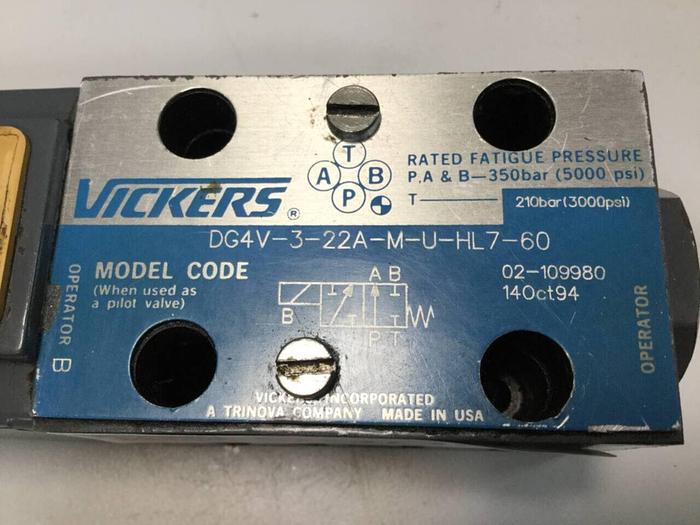 T
A B
P
VICKERS ®
RATED FATIGUE PRESSURE
P,A & B—350bar (5000 psi)
T 210bar(3000psi)
DG4V-3-22A-M-U-HL7-60
MODEL CODE
(When used as
a pilot valve)
OPERATOR B
A B
B
P T
02-109980
14Oct94
OPERATOR
VICKERS, INCORPORATED
A TRINOVA COMPANY MADE IN USA